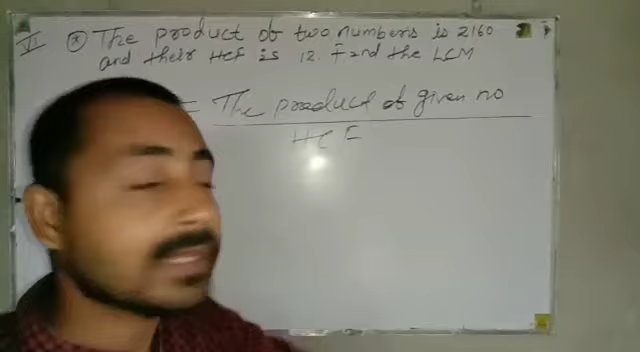 VI * The product of two numbers is 2160
and their HCF is 12. Find the LCM
= The product of given no
HCF